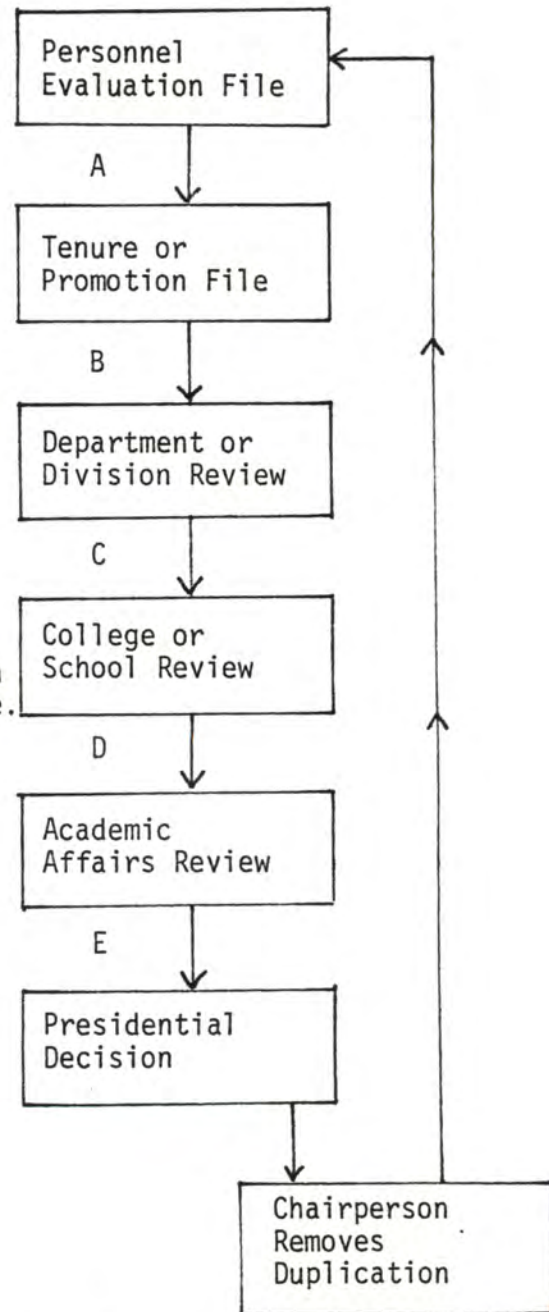 Personnel
Evaluation File
A
Tenure or
Promotion File
B
Department or
Division Review
C
College or
School Review
D
Academic
Affairs Review
E
Presidential
Decision
Chairperson
Removes
Duplication